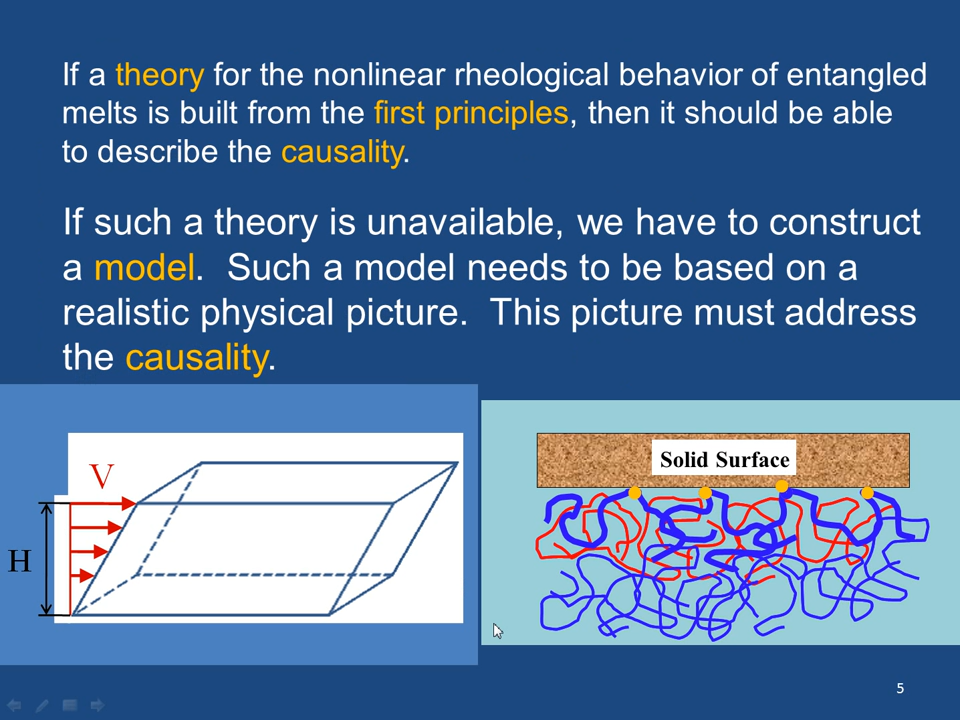 If a theory for the nonlinear rheological behavior of entangled
melts is built from the first principles, then it should be able
to describe the causality.
If such a theory is unavailable, we have to construct
a model.  Such a model needs to be based on a
realistic physical picture.  This picture must address
the causality.
V
H
Solid Surface
5